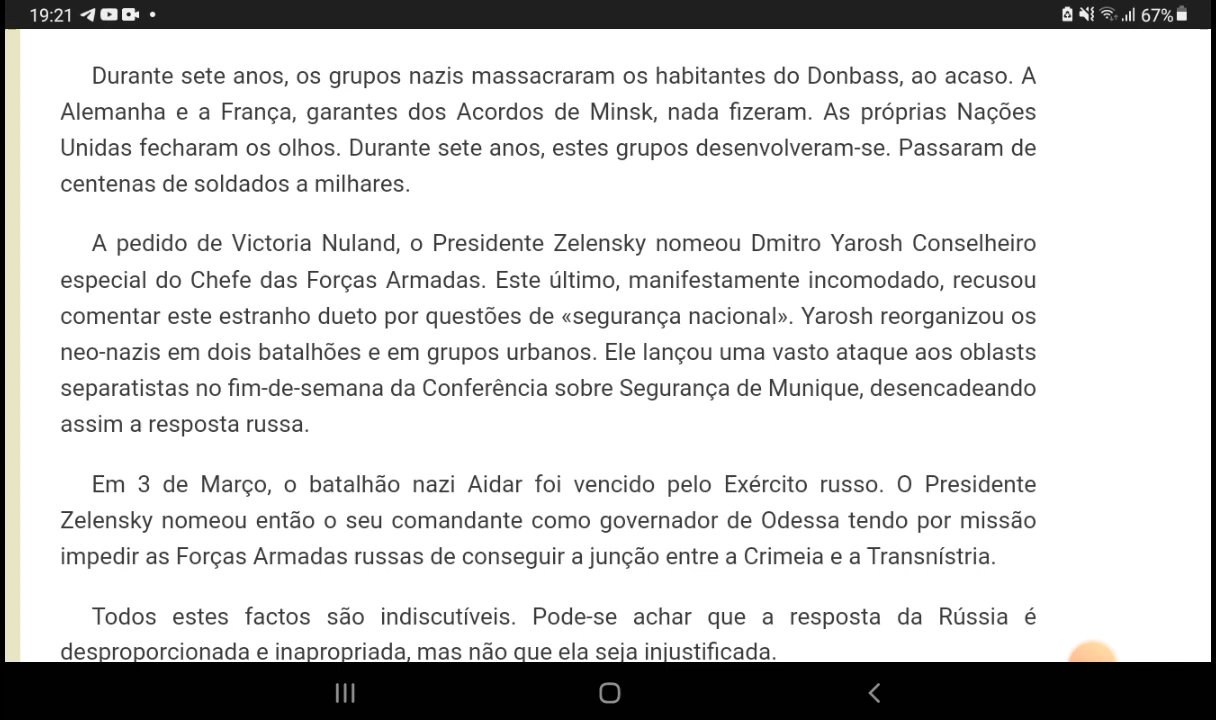 19:21
67%
Durante sete anos, os grupos nazis massacraram os habitantes do Donbass, ao acaso. A
Alemanha e a França, garantes dos Acordos de Minsk, nada fizeram. As próprias Nações
Unidas fecharam os olhos. Durante sete anos, estes grupos desenvolveram-se. Passaram de
centenas de soldados a milhares.
A pedido de Victoria Nuland, o Presidente Zelensky nomeou Dmitro Yarosh Conselheiro
especial do Chefe das Forças Armadas. Este último, manifestamente incomodado, recusou
comentar este estranho dueto por questões de «segurança nacional». Yarosh reorganizou os
neo-nazis em dois batalhões e em grupos urbanos. Ele lançou uma vasto ataque aos oblasts
separatistas no fim-de-semana da Conferência sobre Segurança de Munique, desencadeando
assim a resposta russa.
Em 3 de Março, o batalhão nazi Aidar foi vencido pelo Exército russo. O Presidente
Zelensky nomeou então o seu comandante como governador de Odessa tendo por missão
impedir as Forças Armadas russas de conseguir a junção entre a Crimeia e a Transnístria.
Todos estes factos são indiscutíveis. Pode-se achar que a resposta da Rússia é
desproporcionada e inapropriada, mas não que ela seja injustificada.